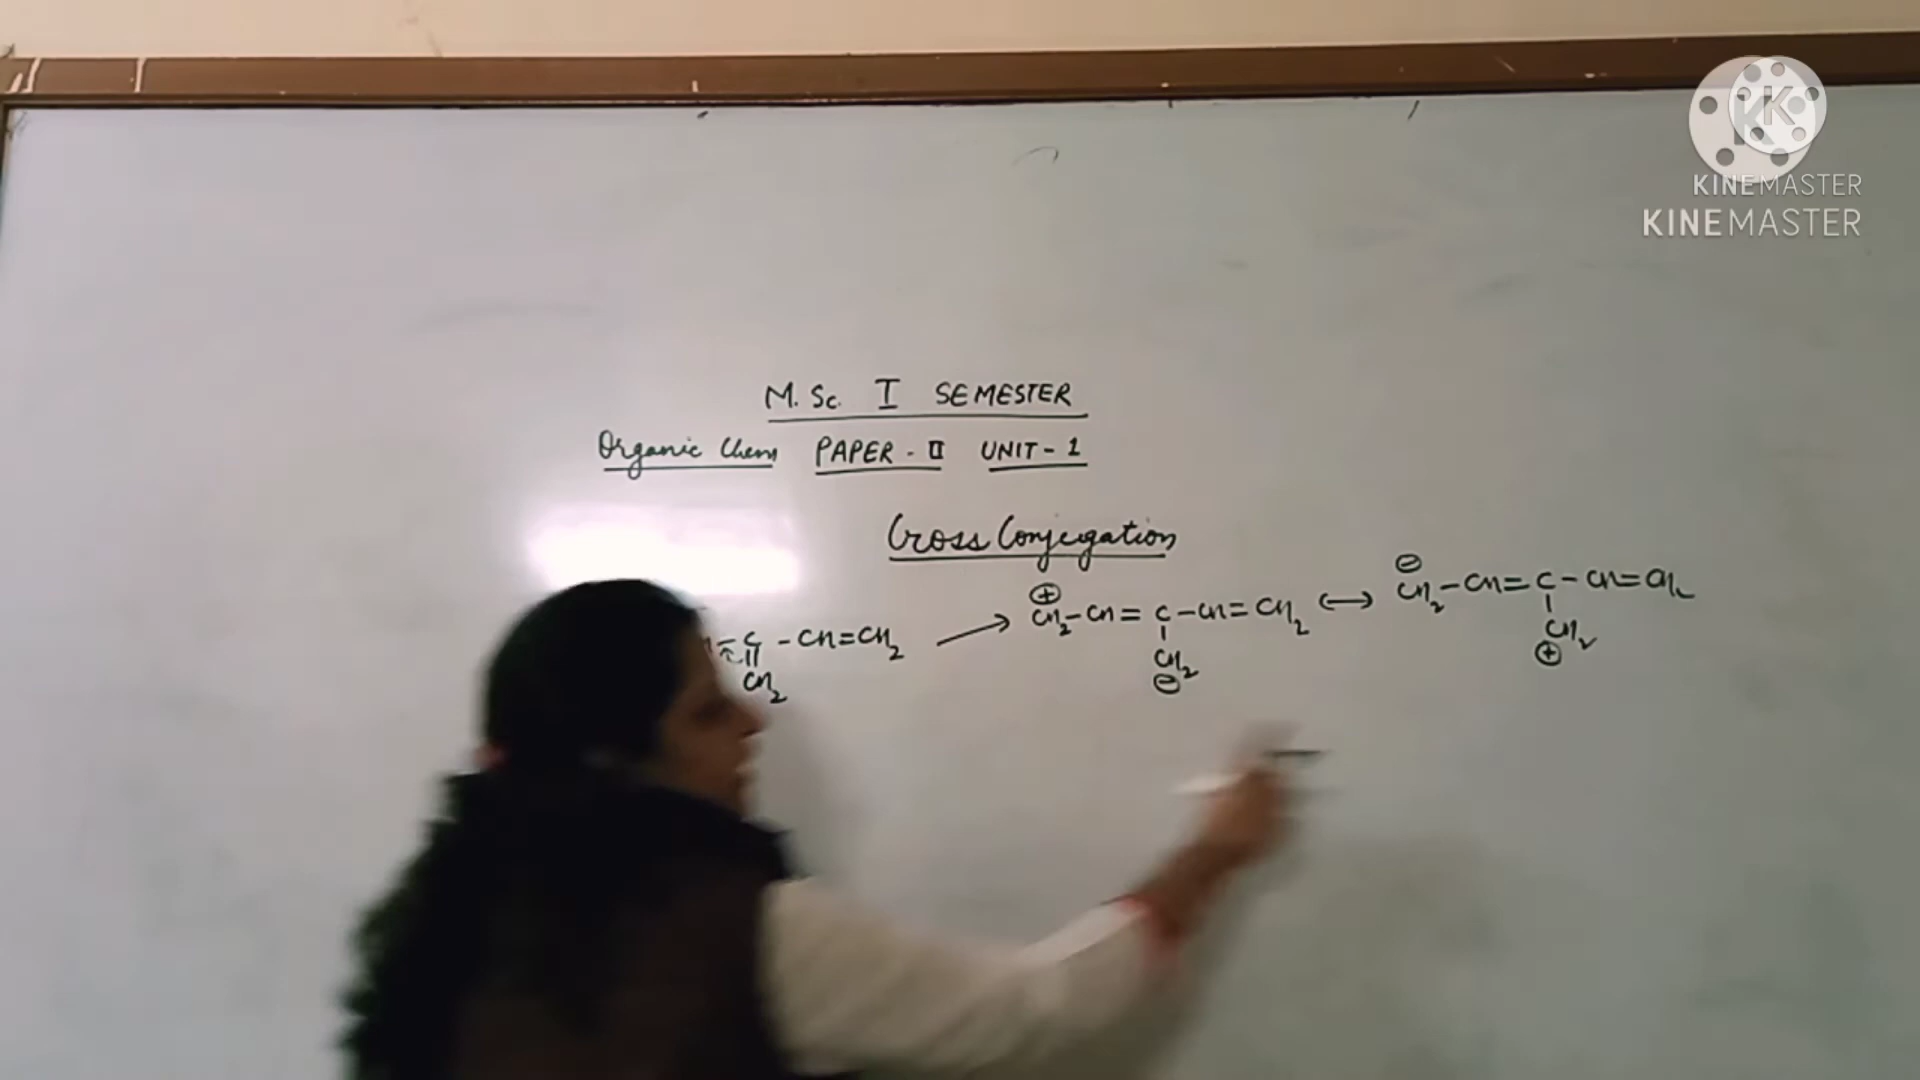 KINEMASTER
KINEMASTER
M. Sc. I SEMESTER
Organic Chem PAPER - II UNIT - 1
Cross Conjugation
C - CH=CH2 → ⊕ CH2-CH=C-CH=CH2 ↔ ⊖ CH2-CH=C-CH=CH2
CH2 CH2 ⊖ CH2 ⊕